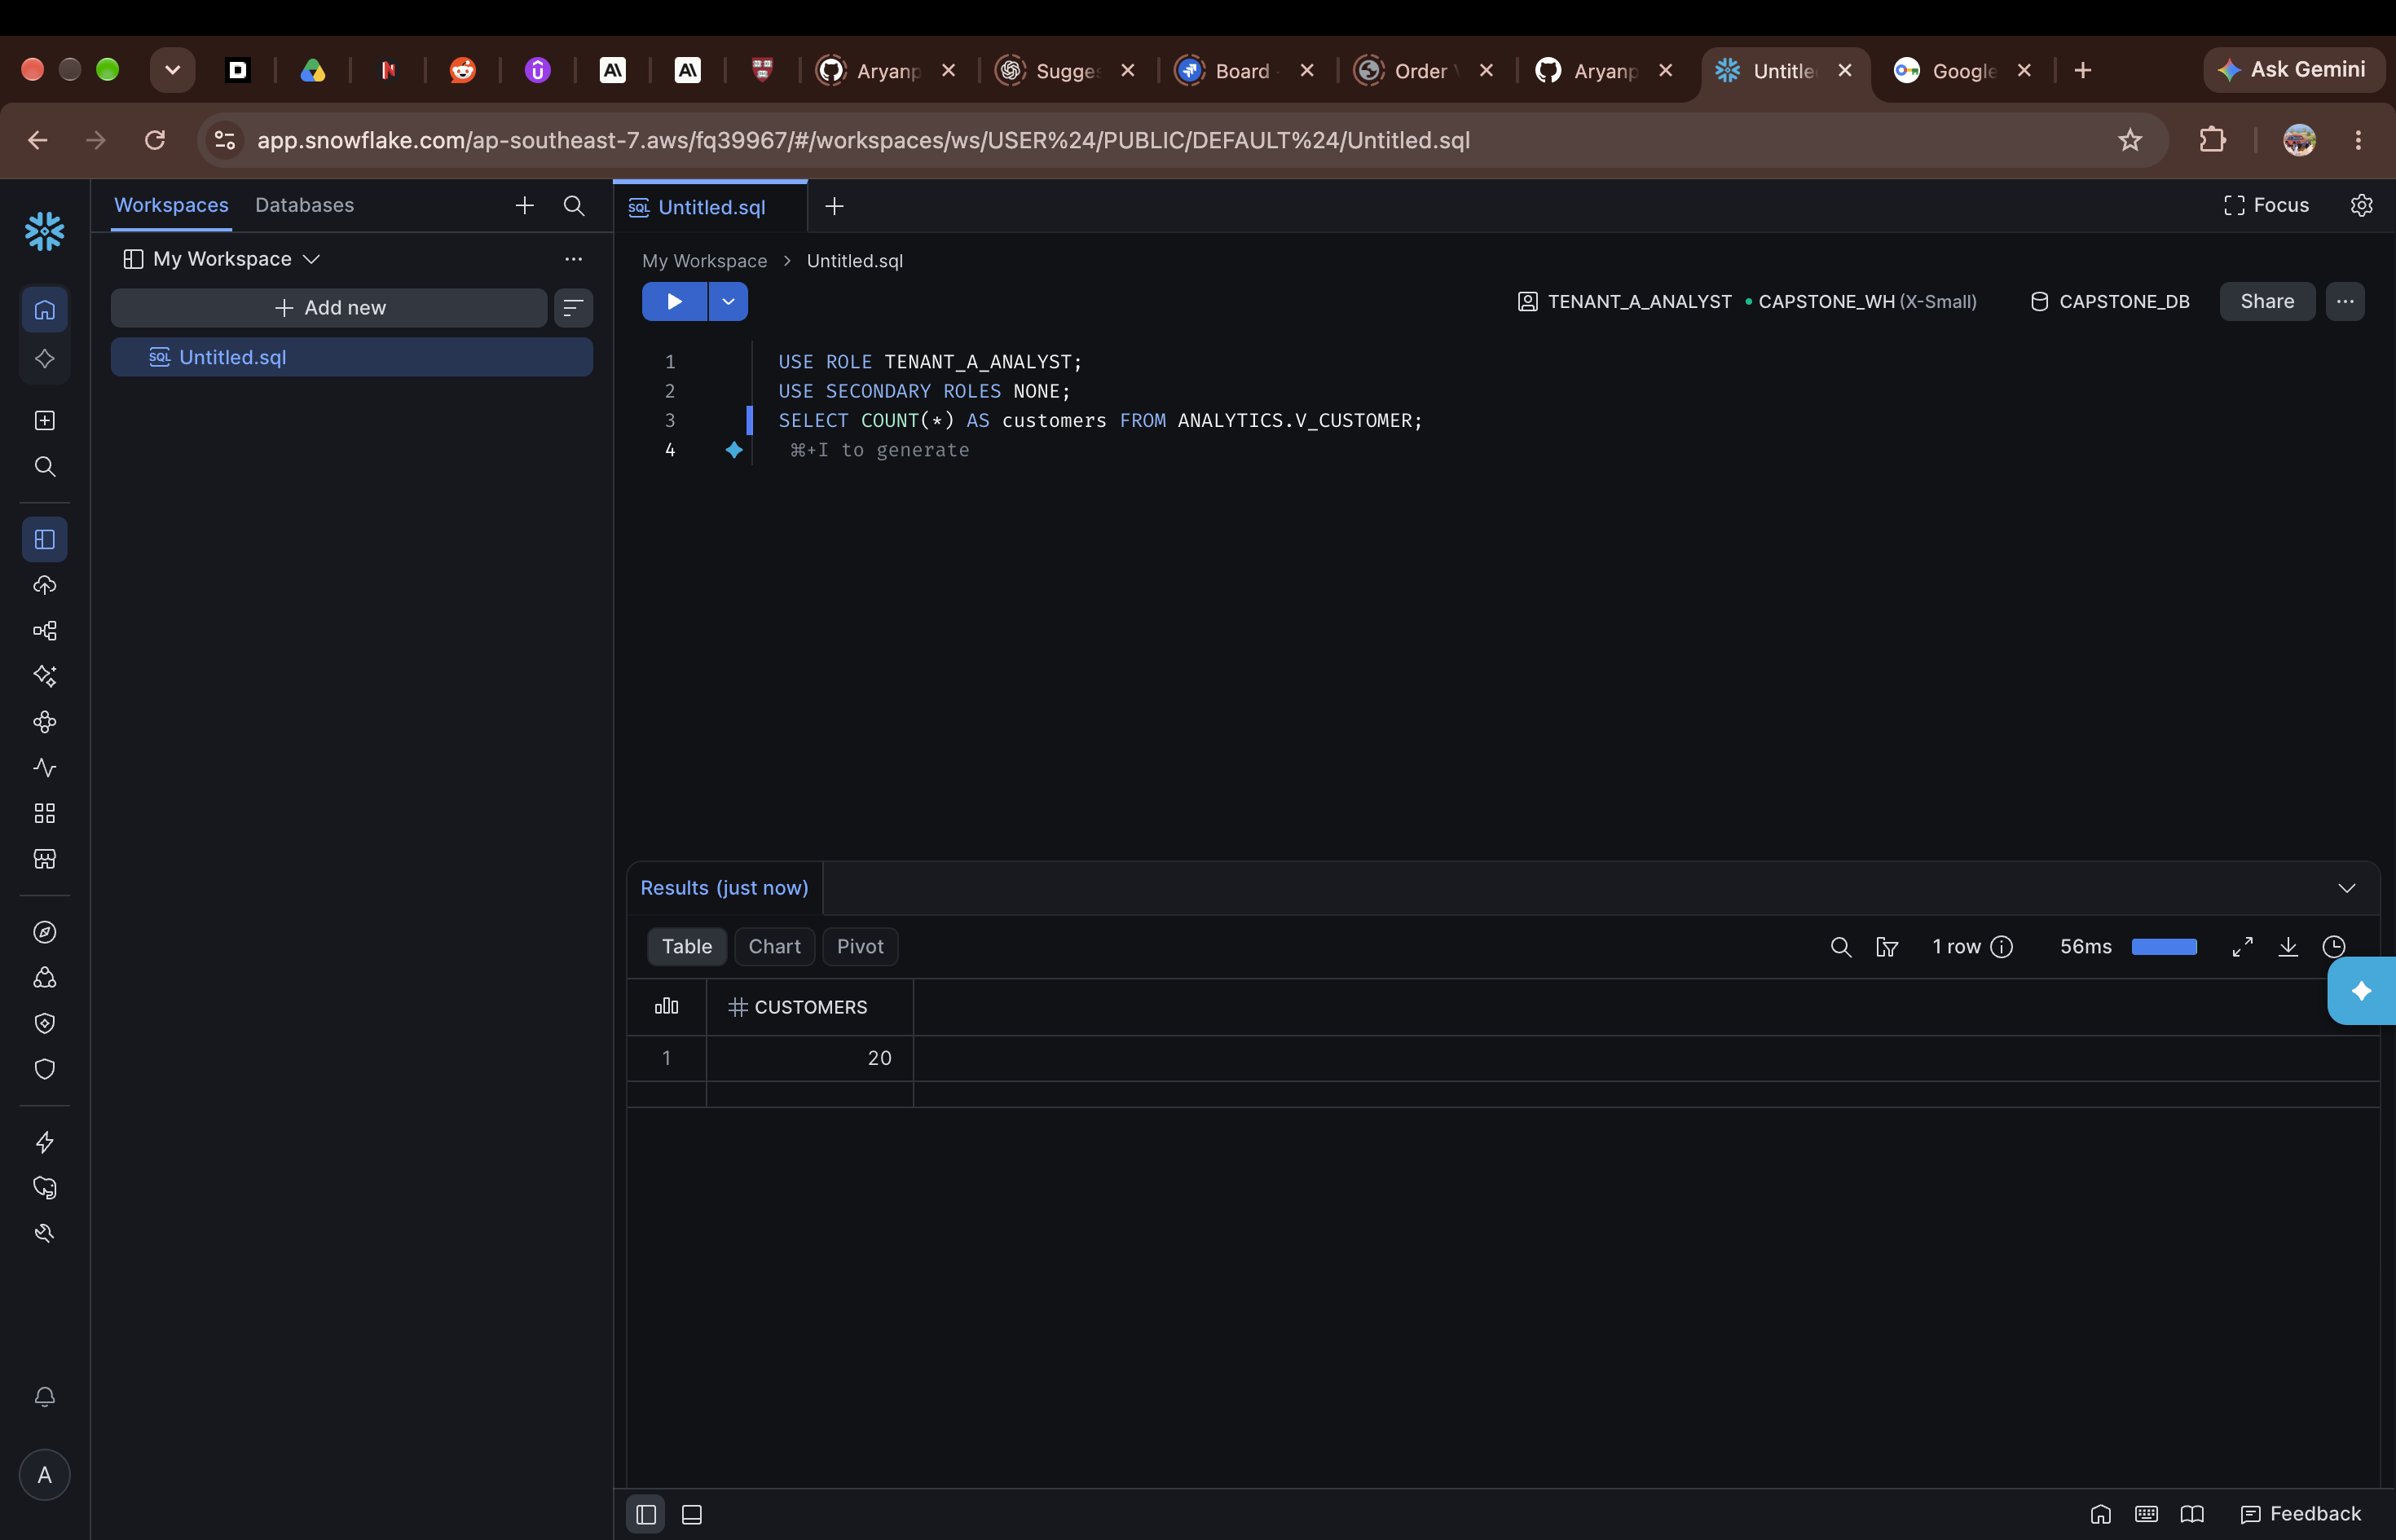 Aryanp
Sugges
Board
Order
Aryanp
Untitle
Google
Ask Gemini
app.snowflake.com/ap-southeast-7.aws/fq39967/#/workspaces/ws/USER%24/PUBLIC/DEFAULT%24/Untitled.sql
Workspaces
Databases
SQL Untitled.sql
Focus
My Workspace
My Workspace > Untitled.sql
+ Add new
TENANT_A_ANALYST
CAPSTONE_WH (X-Small)
CAPSTONE_DB
Share
SQL Untitled.sql
1 USE ROLE TENANT_A_ANALYST;
2 USE SECONDARY ROLES NONE;
3 SELECT COUNT(*) AS customers FROM ANALYTICS.V_CUSTOMER;
4 ⌘+I to generate
Results (just now)
Table
Chart
Pivot
1 row
56ms
CUSTOMERS
1 20
A
Feedback